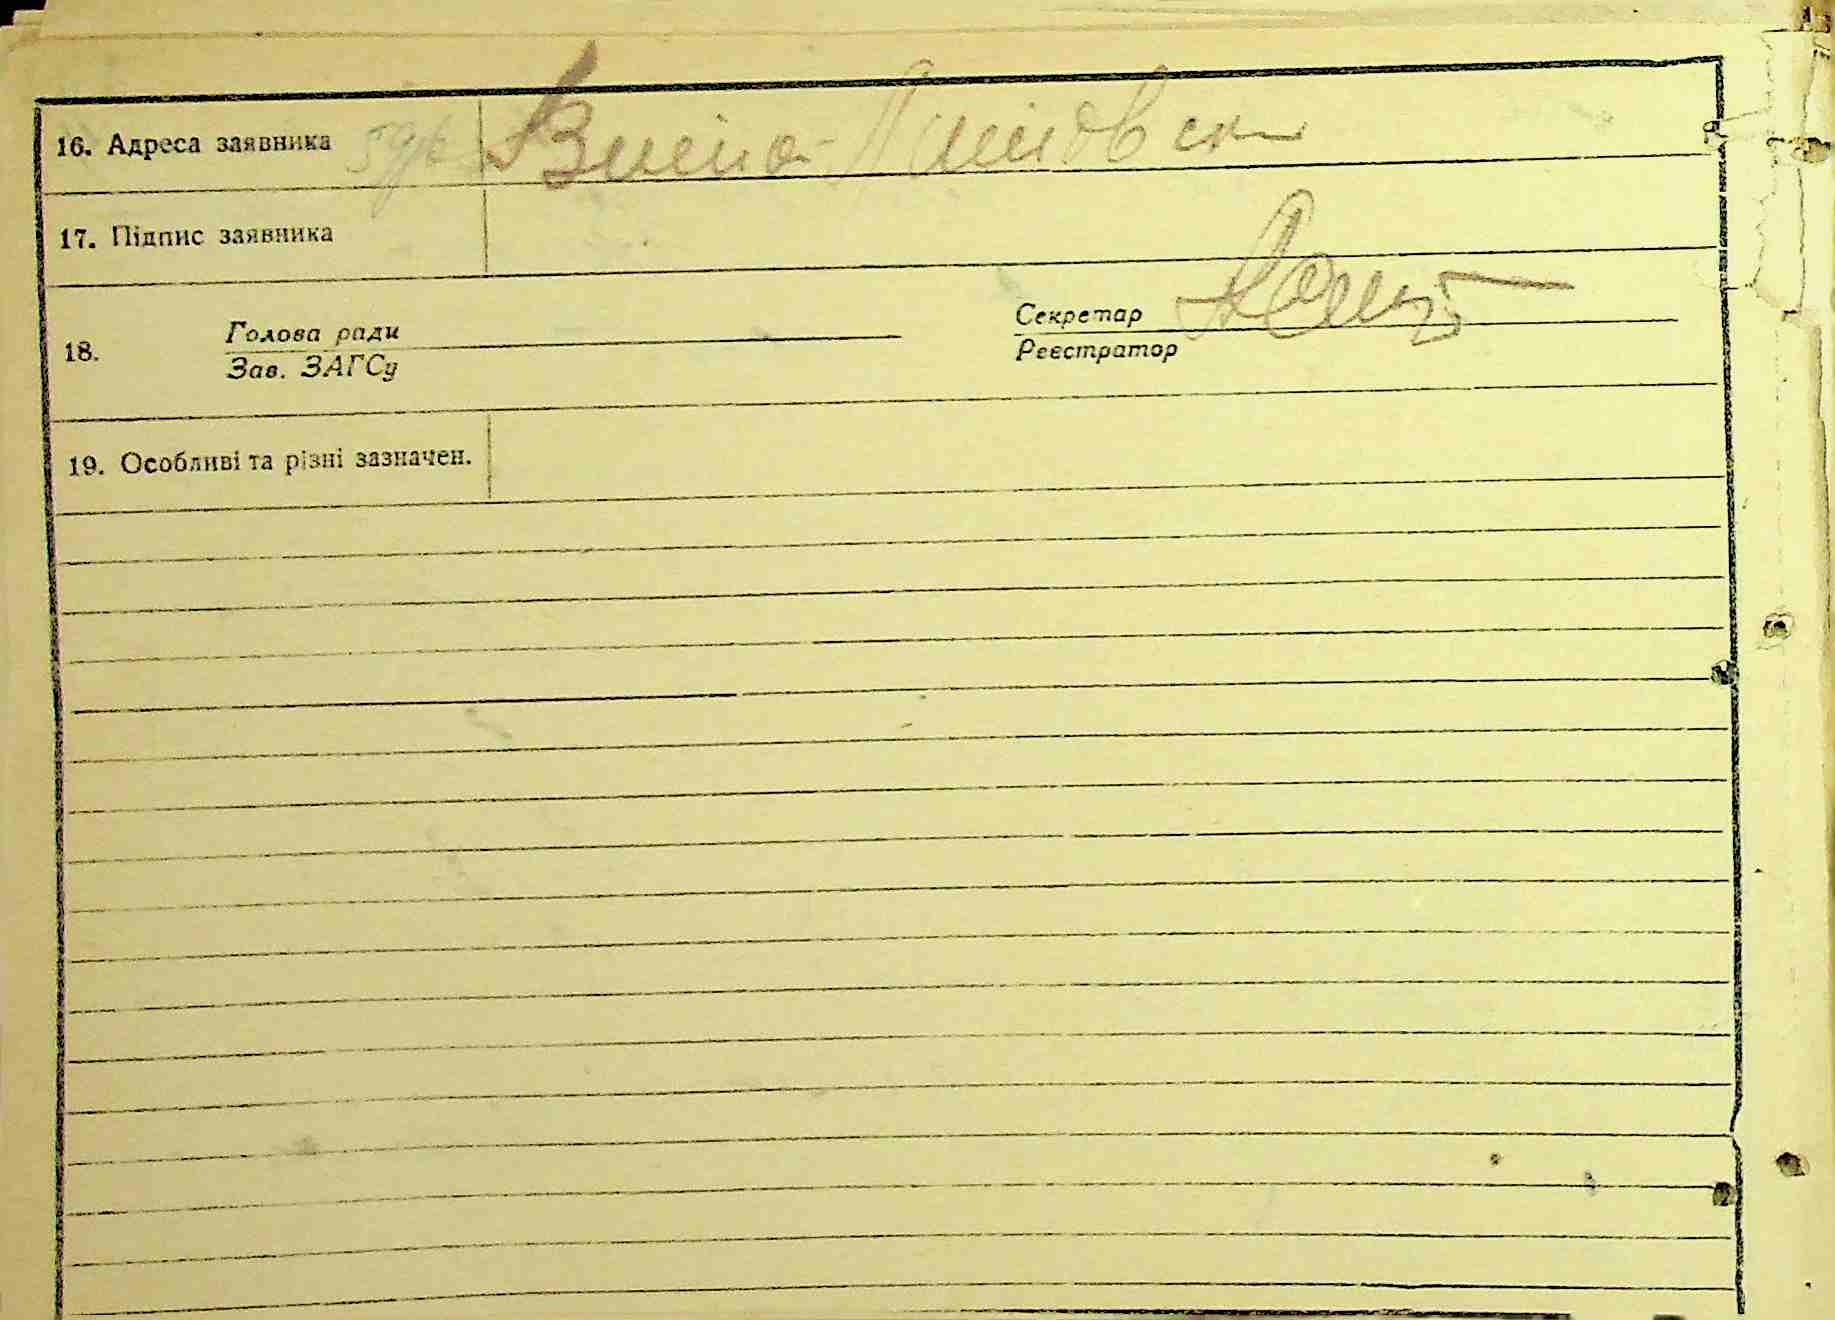 16. Адреса заявника
17. Підпис заявника
18. Голова ради Секретар
Зав. ЗАГСу Реєстратор
19. Особливі та різні зазначен.